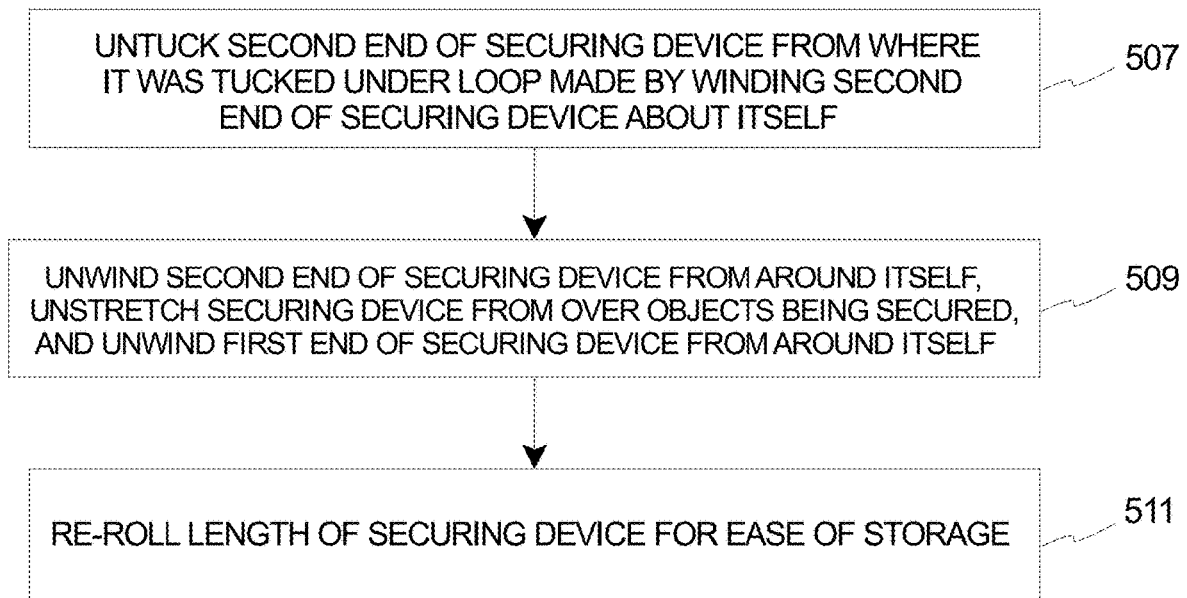 UNTUCK SECOND END OF SECURING DEVICE FROM WHERE
IT WAS TUCKED UNDER LOOP MADE BY WINDING SECOND
END OF SECURING DEVICE ABOUT ITSELF
507
UNWIND SECOND END OF SECURING DEVICE FROM AROUND ITSELF,
UNSTRETCH SECURING DEVICE FROM OVER OBJECTS BEING SECURED,
AND UNWIND FIRST END OF SECURING DEVICE FROM AROUND ITSELF
509
RE-ROLL LENGTH OF SECURING DEVICE FOR EASE OF STORAGE
511